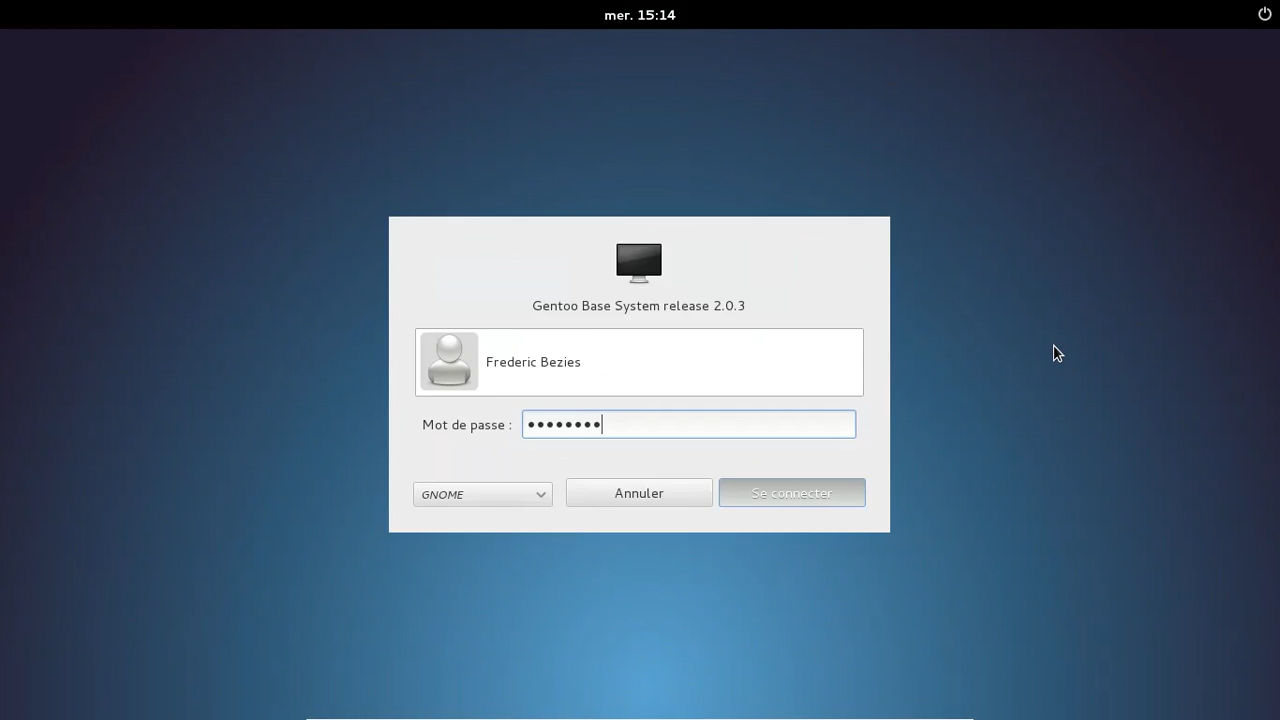 mer. 15:14
Gentoo Base System release 2.0.3
Frederic Bezies
Mot de passe : ••••••••
GNOME Annuler Se connecter